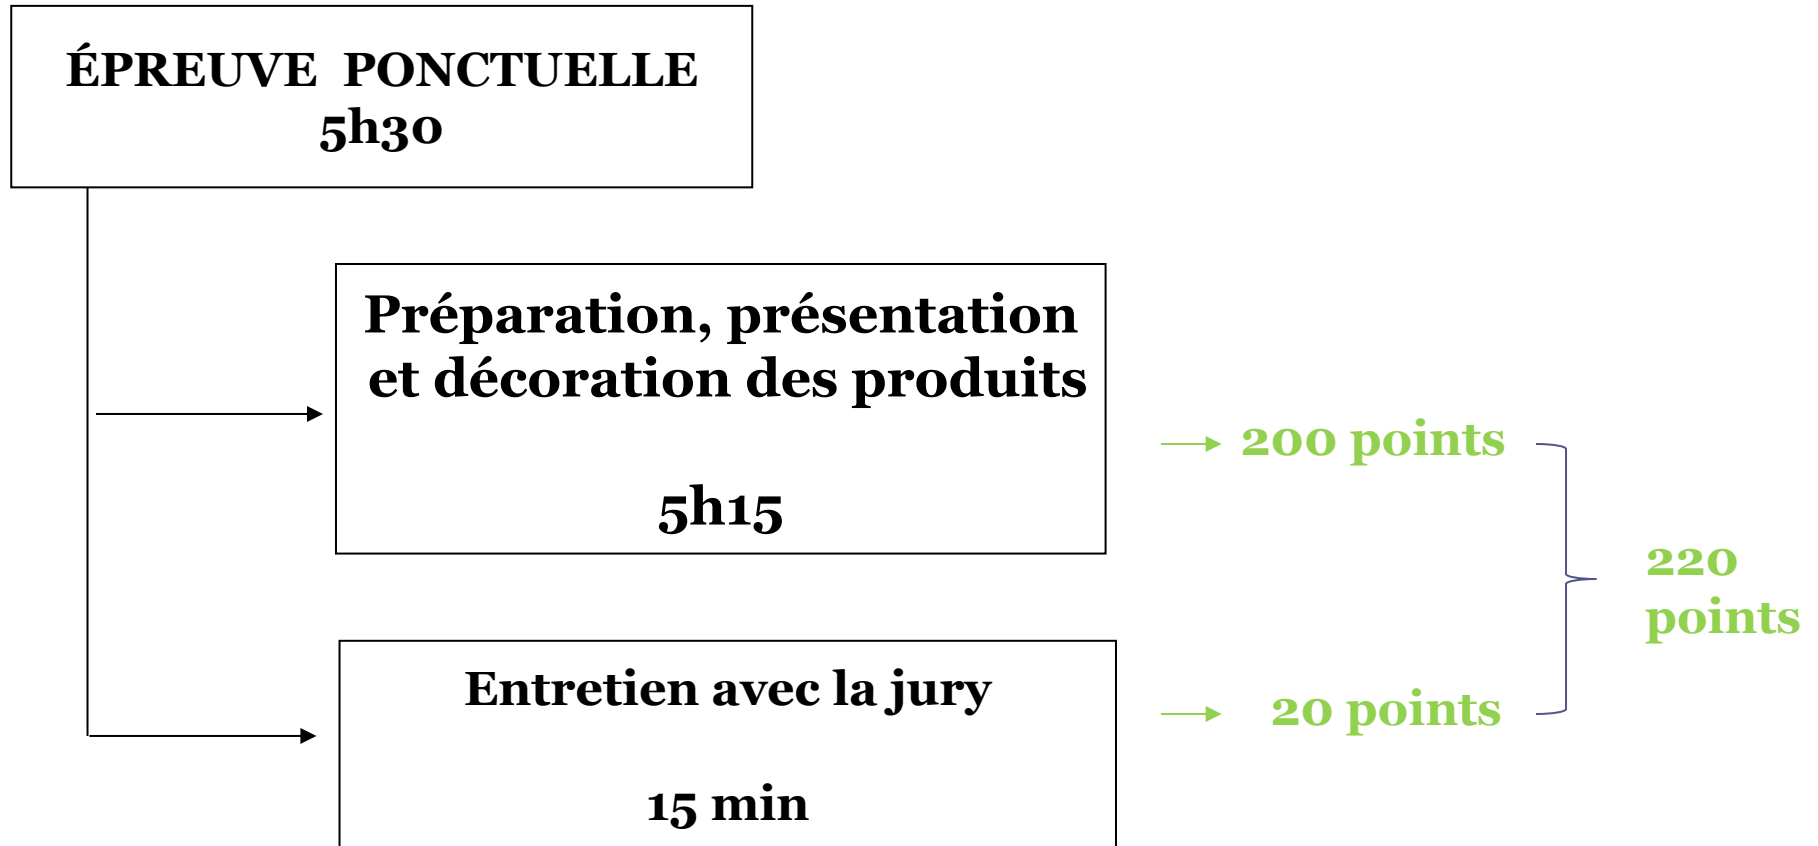 ÉPREUVE PONCTUELLE
5h30
Préparation, présentation
et décoration des produits
5h15
200 points
220
points
Entretien avec la jury
20 points
15 min